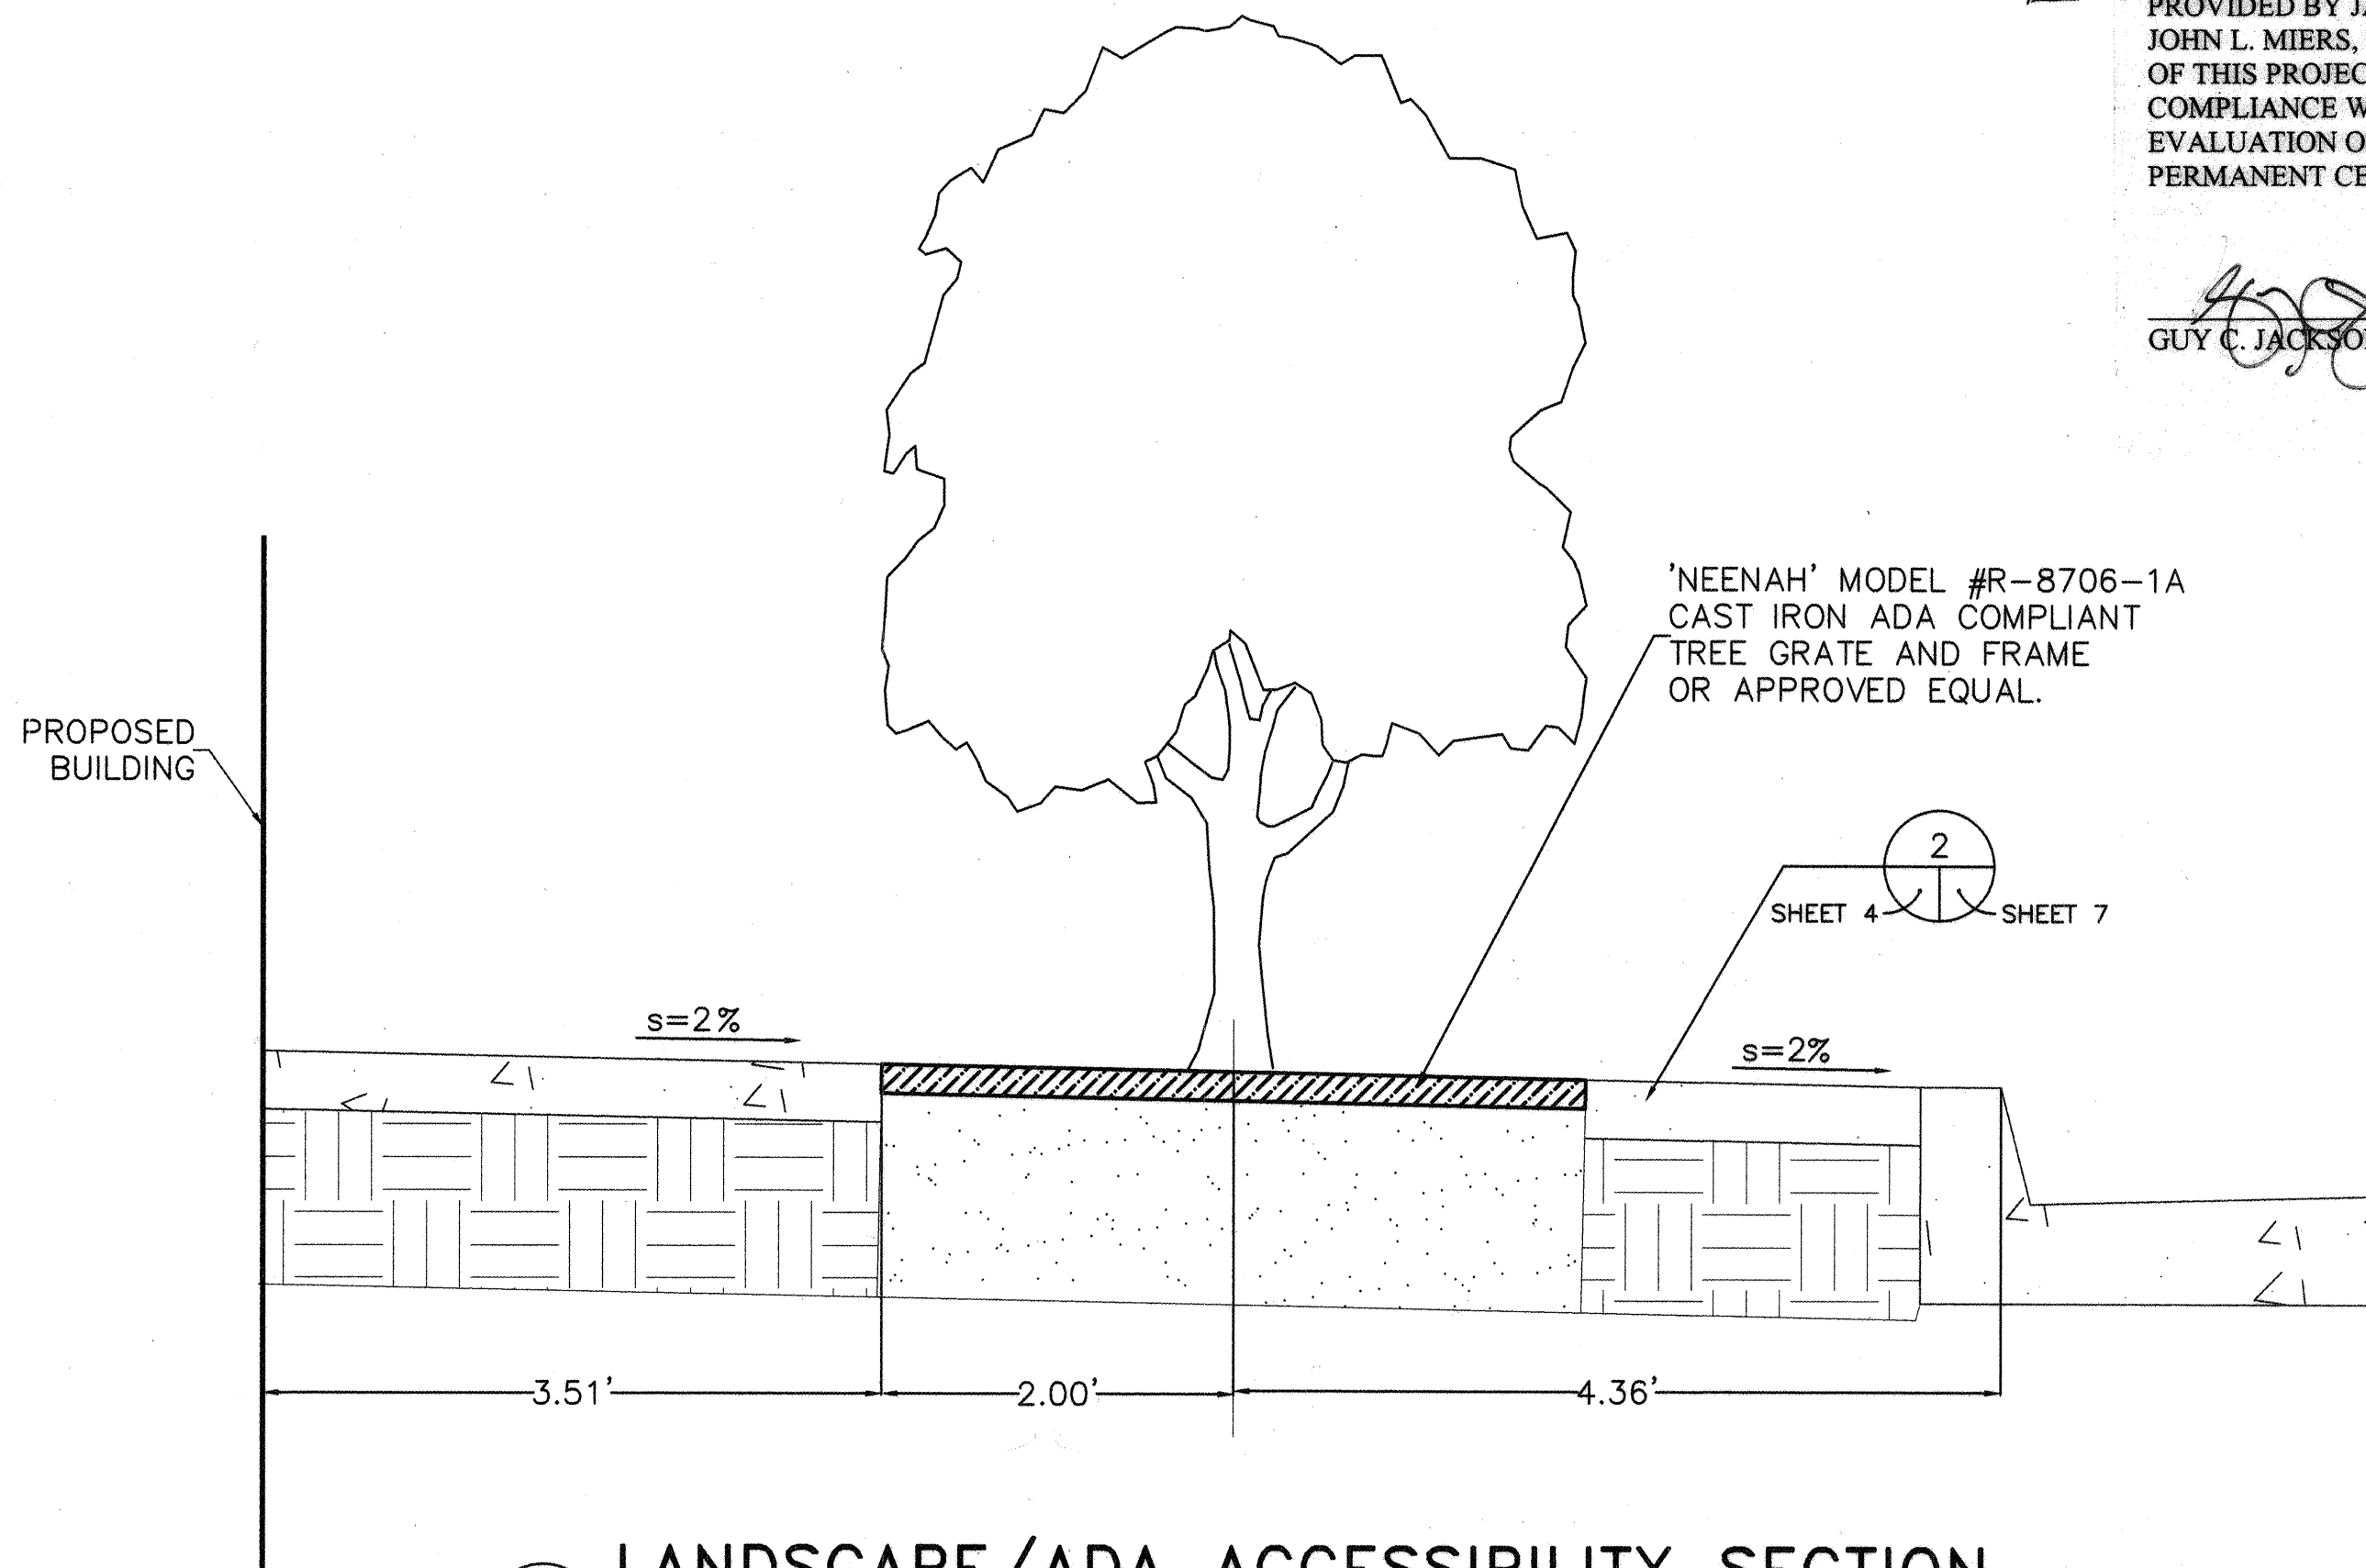 PROVIDED BY
JOHN L. MIERS,
OF THIS PROJEC
COMPLIANCE W
EVALUATION O
PERMANENT CE
GUY C. JACKSO
'NEENAH' MODEL #R-8706-1A
CAST IRON ADA COMPLIANT
TREE GRATE AND FRAME
OR APPROVED EQUAL.
PROPOSED
BUILDING
2
SHEET 4
SHEET 7
s=2%
s=2%
3.51'
2.00'
4.36'
LANDSCAPE/ADA ACCESSIBILITY SECTION